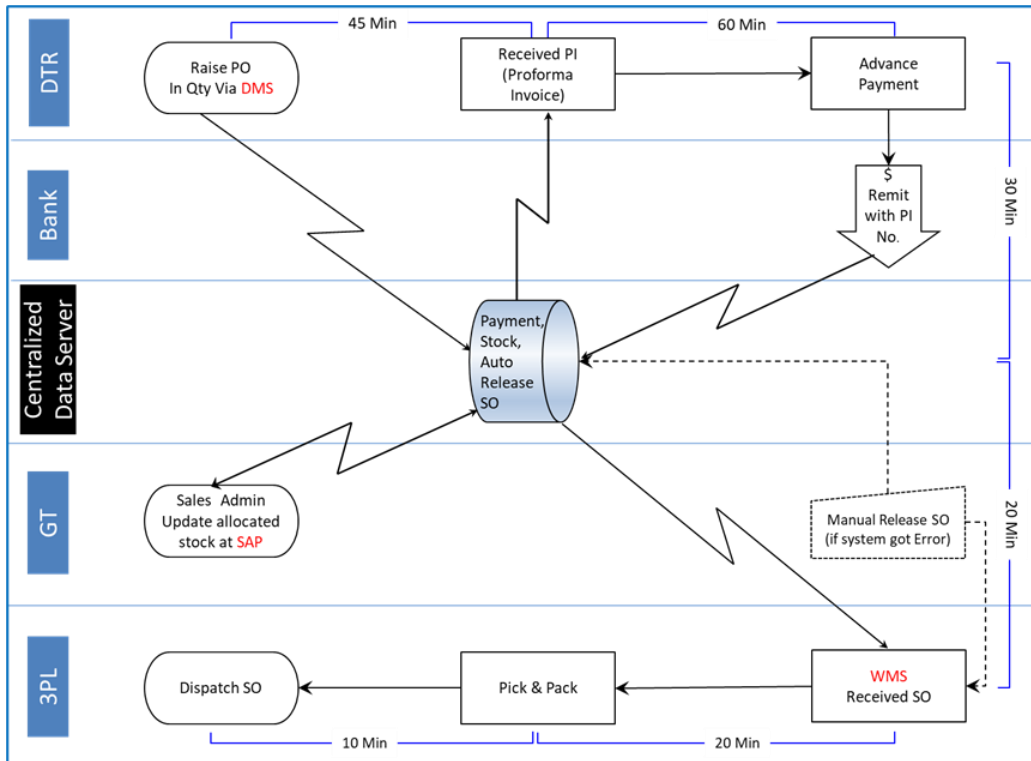 45 Min
60 Min
DTR
Raise PO
In Qty Via DMS
Received PI
(Proforma
Invoice)
Advance
Payment
30 Min
Bank
$
Remit
with PI
No.
Centralized
Data Server
Payment,
Stock,
Auto
Release
SO
GT
Sales Admin
Update allocated
stock at SAP
Manual Release SO
(if system got Error)
20 Min
3PL
Dispatch SO
Pick & Pack
WMS
Received SO
10 Min
20 Min